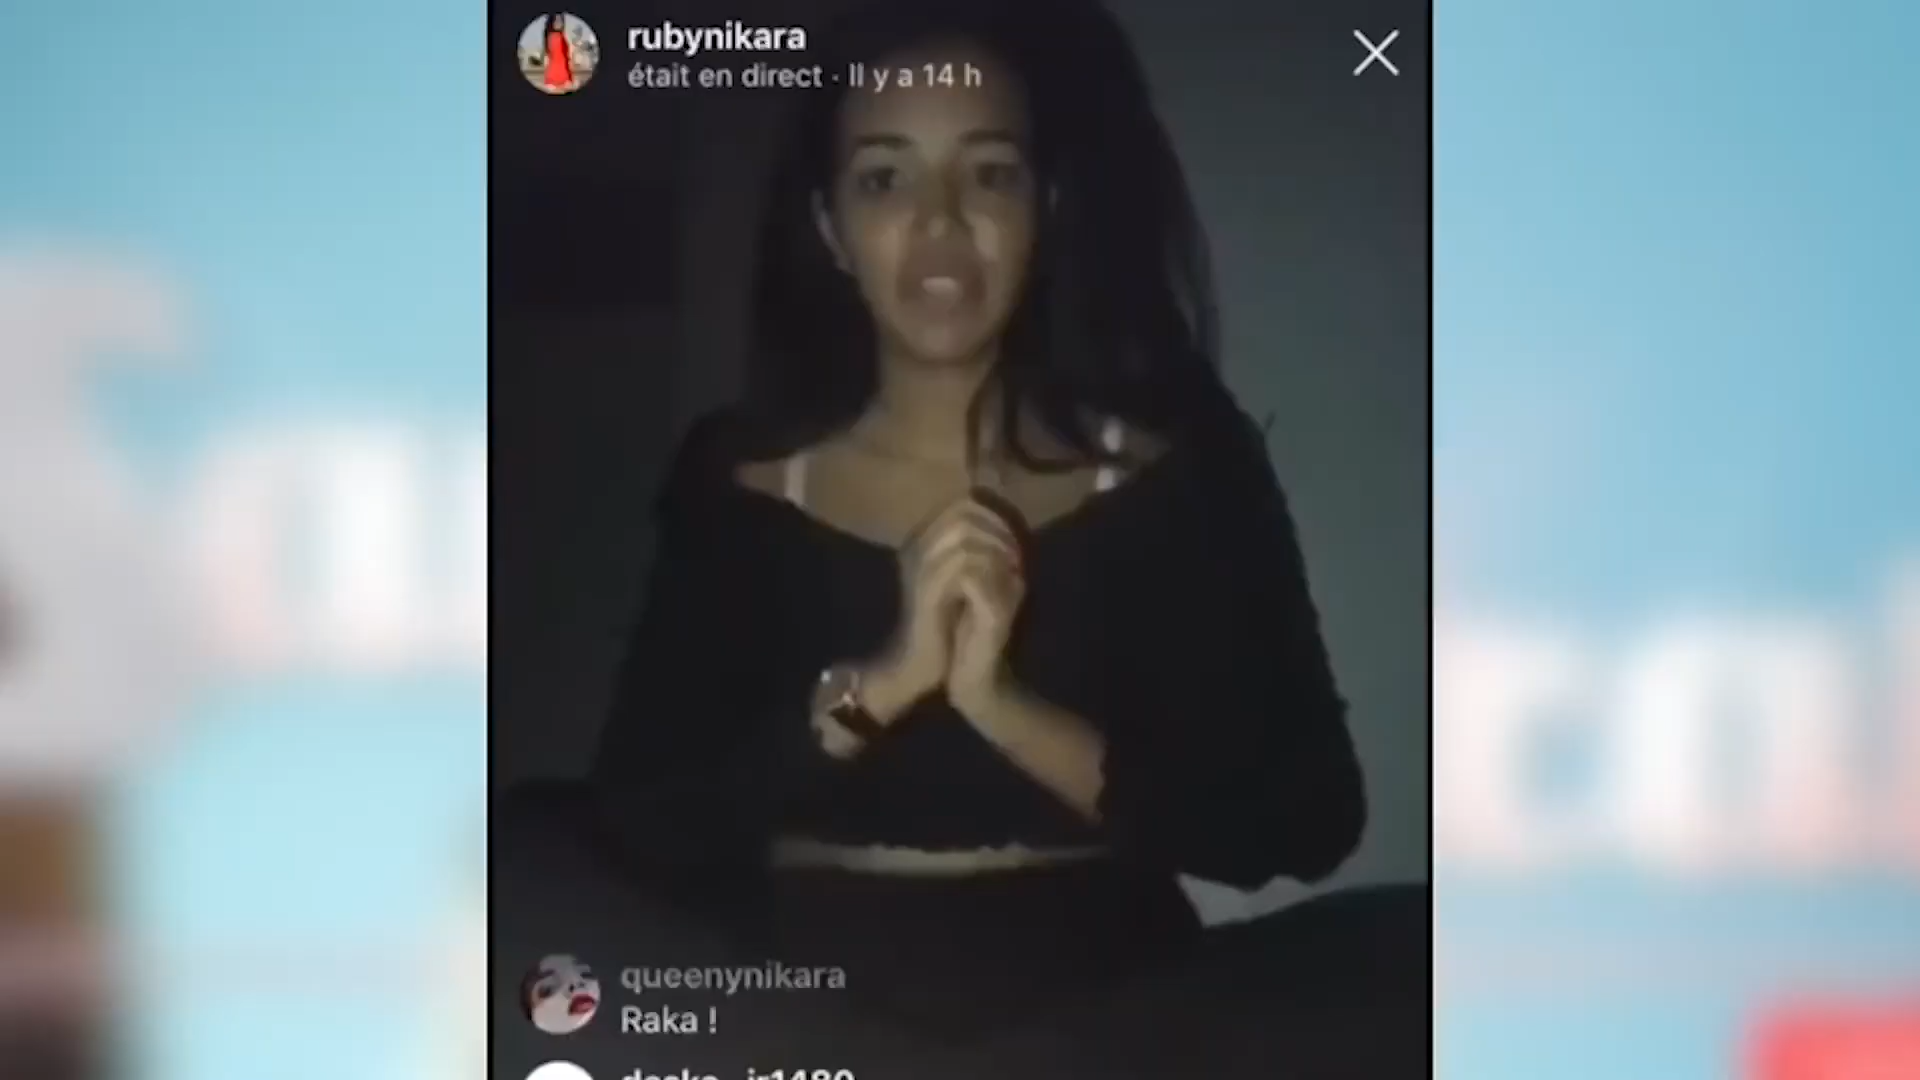 rubynikara
était en direct · Il y a 14 h
queenynikara
Raka !